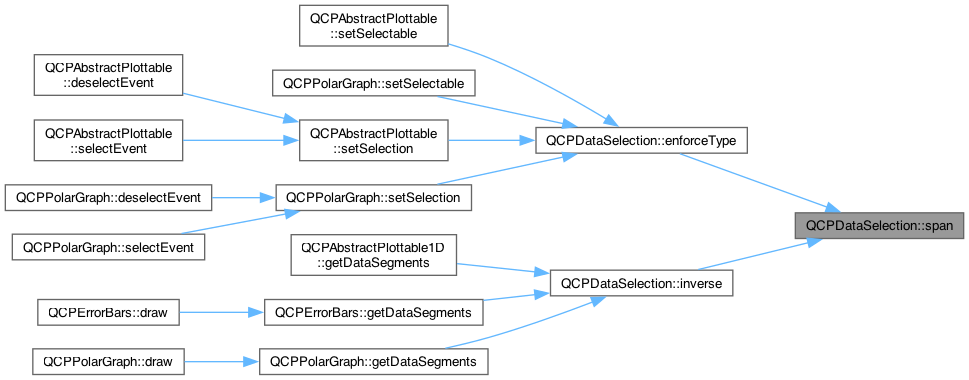 QCPAbstractPlottable
::setSelectable
QCPAbstractPlottable
::deselectEvent
QCPPolarGraph::setSelectable
QCPAbstractPlottable
::selectEvent
QCPAbstractPlottable
::setSelection
QCPDataSelection::enforceType
QCPPolarGraph::deselectEvent
QCPPolarGraph::setSelection
QCPDataSelection::span
QCPPolarGraph::selectEvent
QCPAbstractPlottable1D
::getDataSegments
QCPDataSelection::inverse
QCPErrorBars::draw
QCPErrorBars::getDataSegments
QCPPolarGraph::draw
QCPPolarGraph::getDataSegments